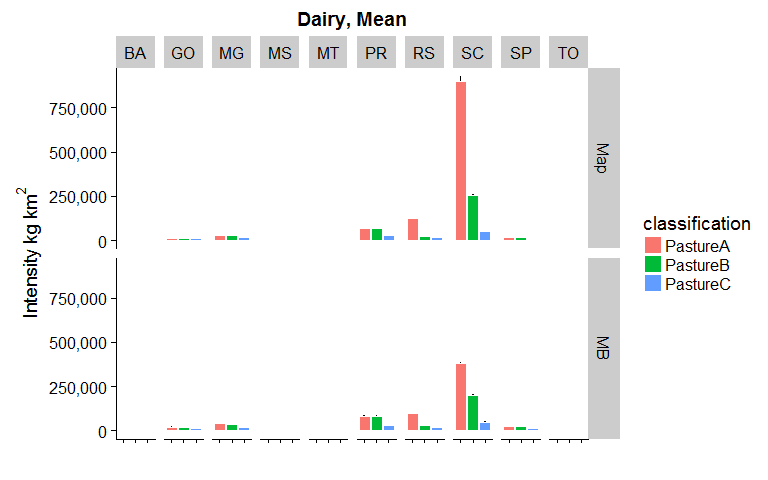 Dairy, Mean
BA GO MG MS MT PR RS SC SP TO
Intensity kg km²
750,000
500,000
250,000
0
Map
750,000
500,000
250,000
0
MB
classification
PastureA
PastureB
PastureC